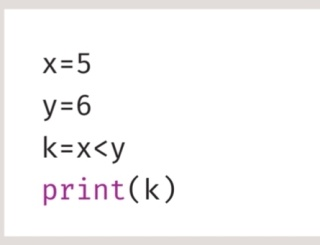 x=5
y=6
k=x<y
print(k)